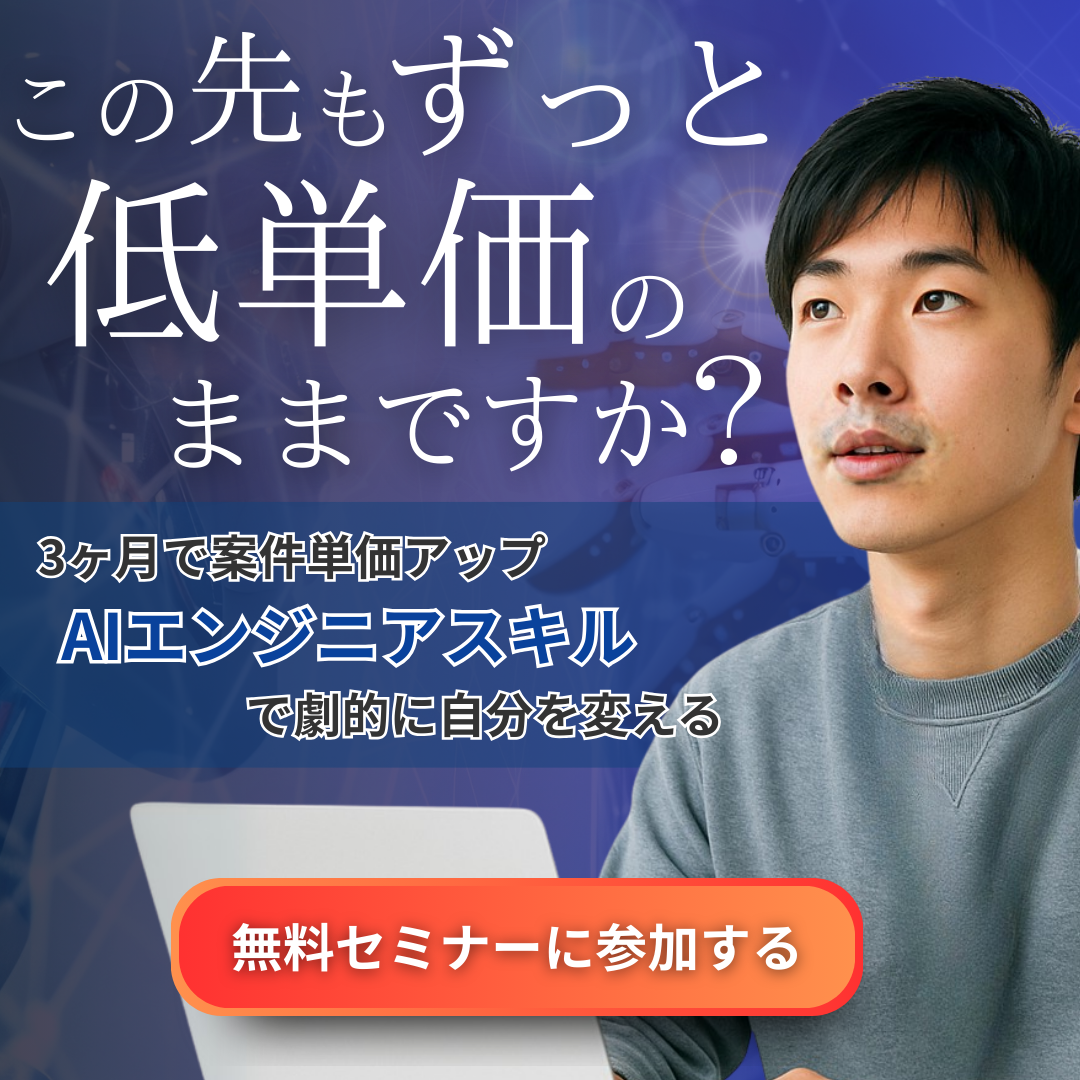 この先もずっと
低単価の
ままですか?
3ヶ月で案件単価アップ
AIエンジニアスキル
で劇的に自分を変える
無料セミナーに参加する